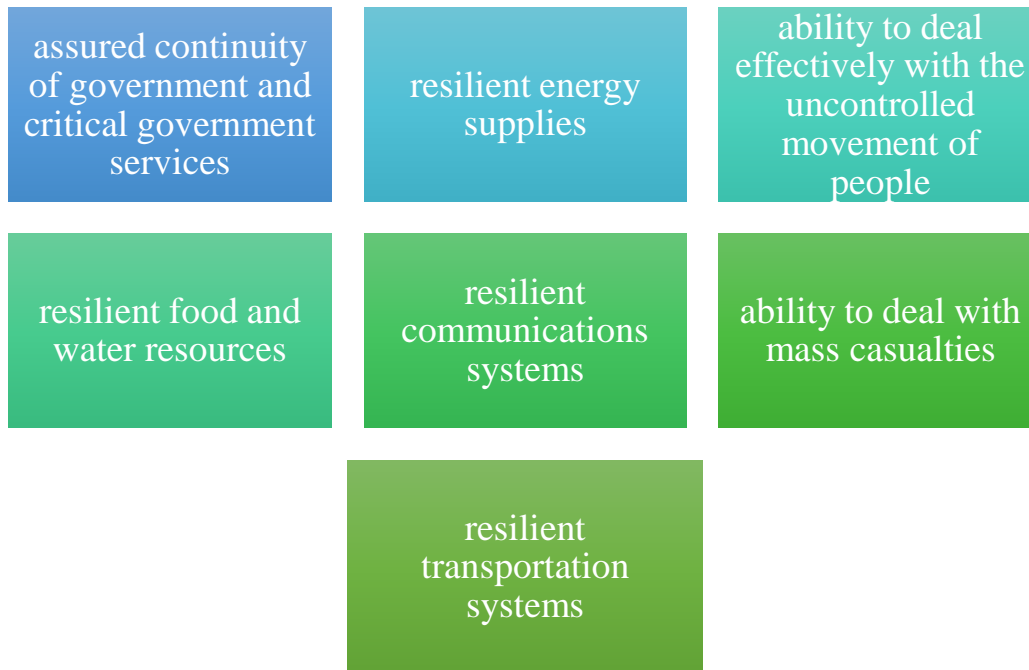 assured continuity
of government and
critical government
services
resilient energy
supplies
ability to deal
effectively with the
uncontrolled
movement of
people
resilient food and
water resources
resilient
communications
systems
ability to deal with
mass casualties
resilient
transportation
systems